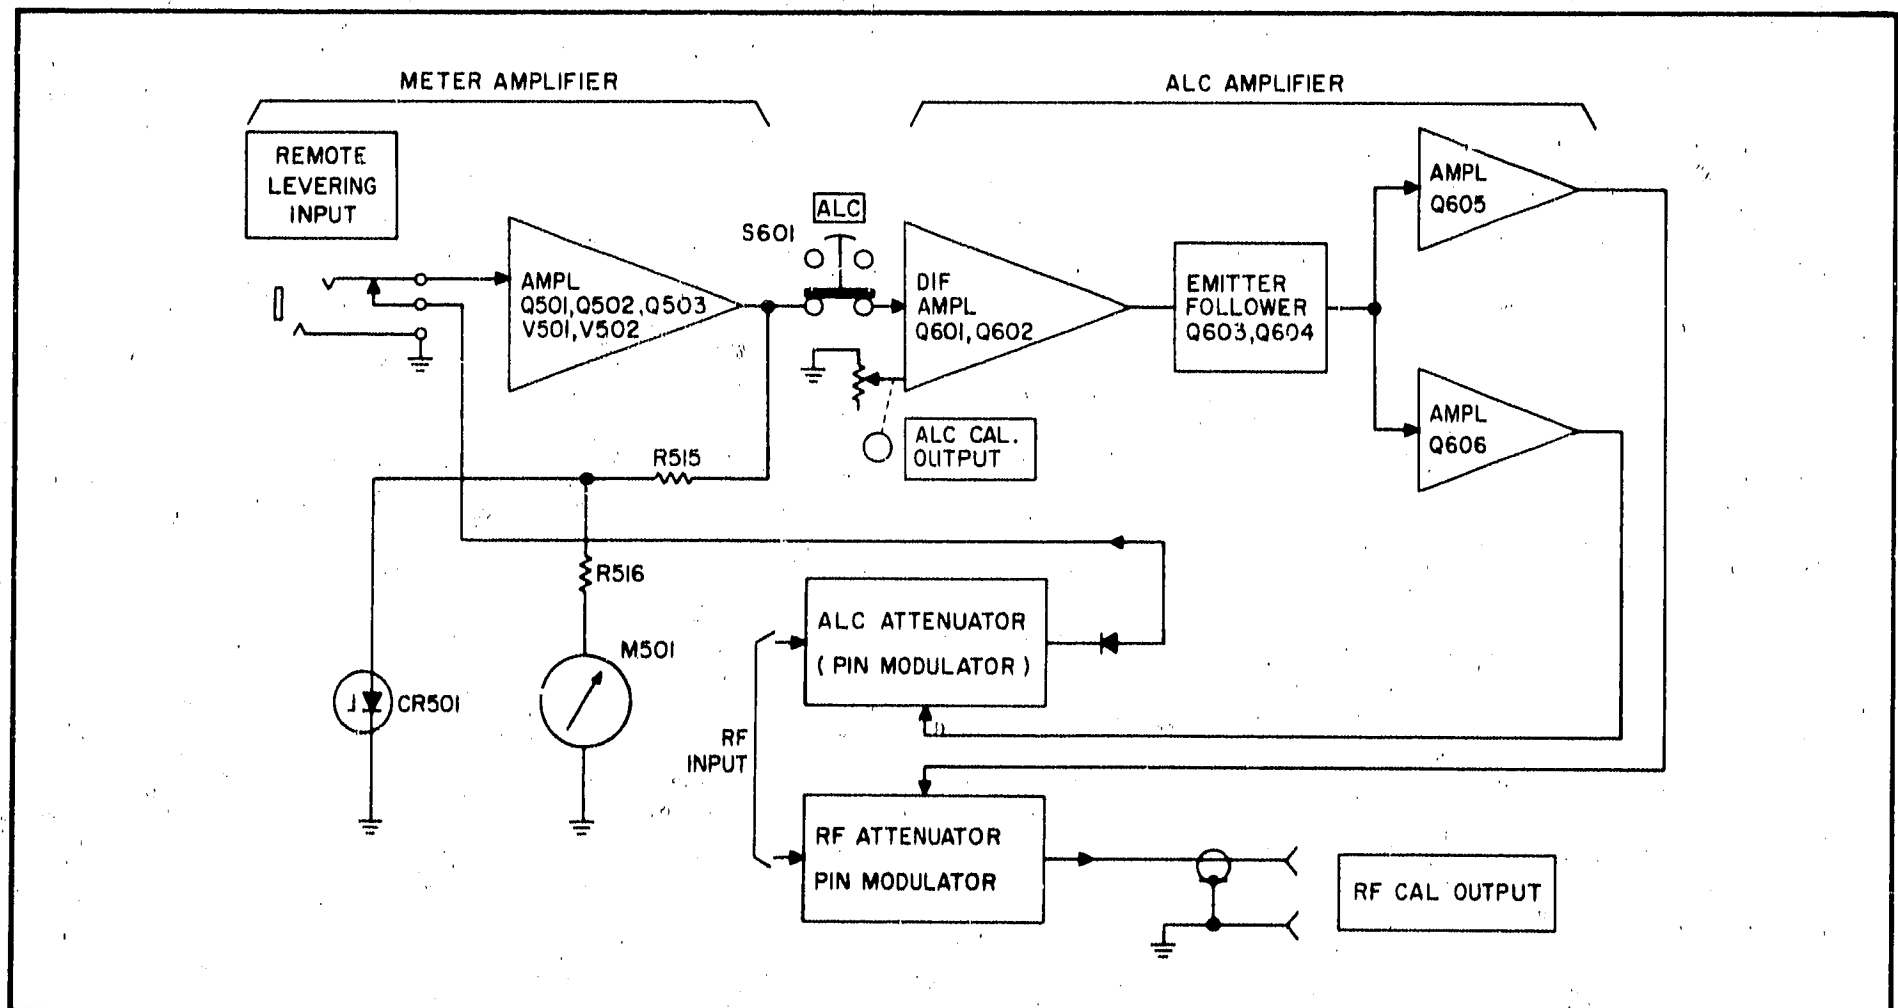 METER AMPLIFIER
ALC AMPLIFIER
REMOTE
LEVERING
INPUT
AMPL
Q501,Q502,Q503
V501,V502
S601
ALC
DIF
AMPL
Q601,Q602
EMITTER
FOLLOWER
Q603,Q604
AMPL
Q605
AMPL
Q606
ALC CAL.
OUTPUT
R515
R516
M501
CR501
ALC ATTENUATOR
(PIN MODULATOR)
RF
INPUT
RF ATTENUATOR
PIN MODULATOR
RF CAL OUTPUT